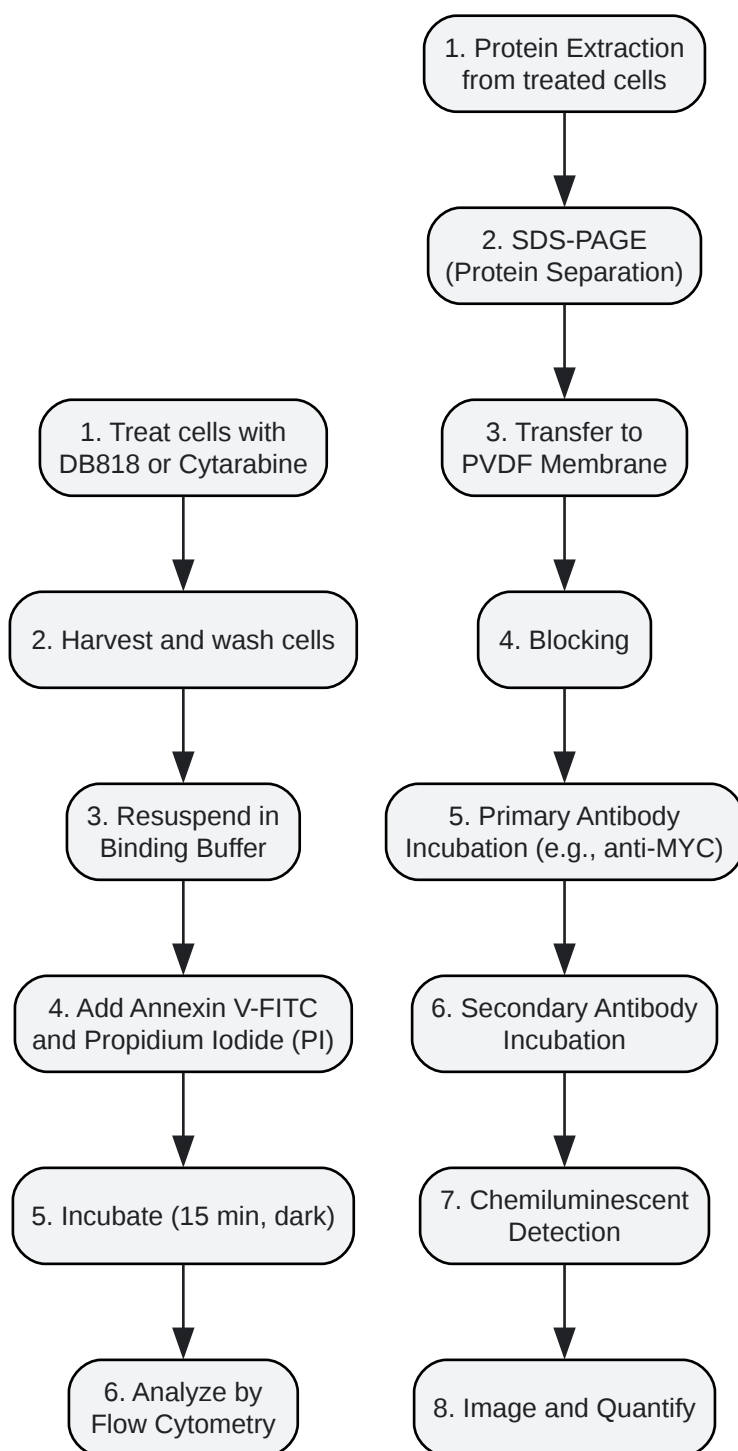 1. Treat cells with
DB818 or Cytarabine
2. Harvest and wash cells
3. Resuspend in
Binding Buffer
4. Add Annexin V-FITC
and Propidium Iodide (PI)
5. Incubate (15 min, dark)
6. Analyze by
Flow Cytometry
1. Protein Extraction
from treated cells
2. SDS-PAGE
(Protein Separation)
3. Transfer to
PVDF Membrane
4. Blocking
5. Primary Antibody
Incubation (e.g., anti-MYC)
6. Secondary Antibody
Incubation
7. Chemiluminescent
Detection
8. Image and Quantify